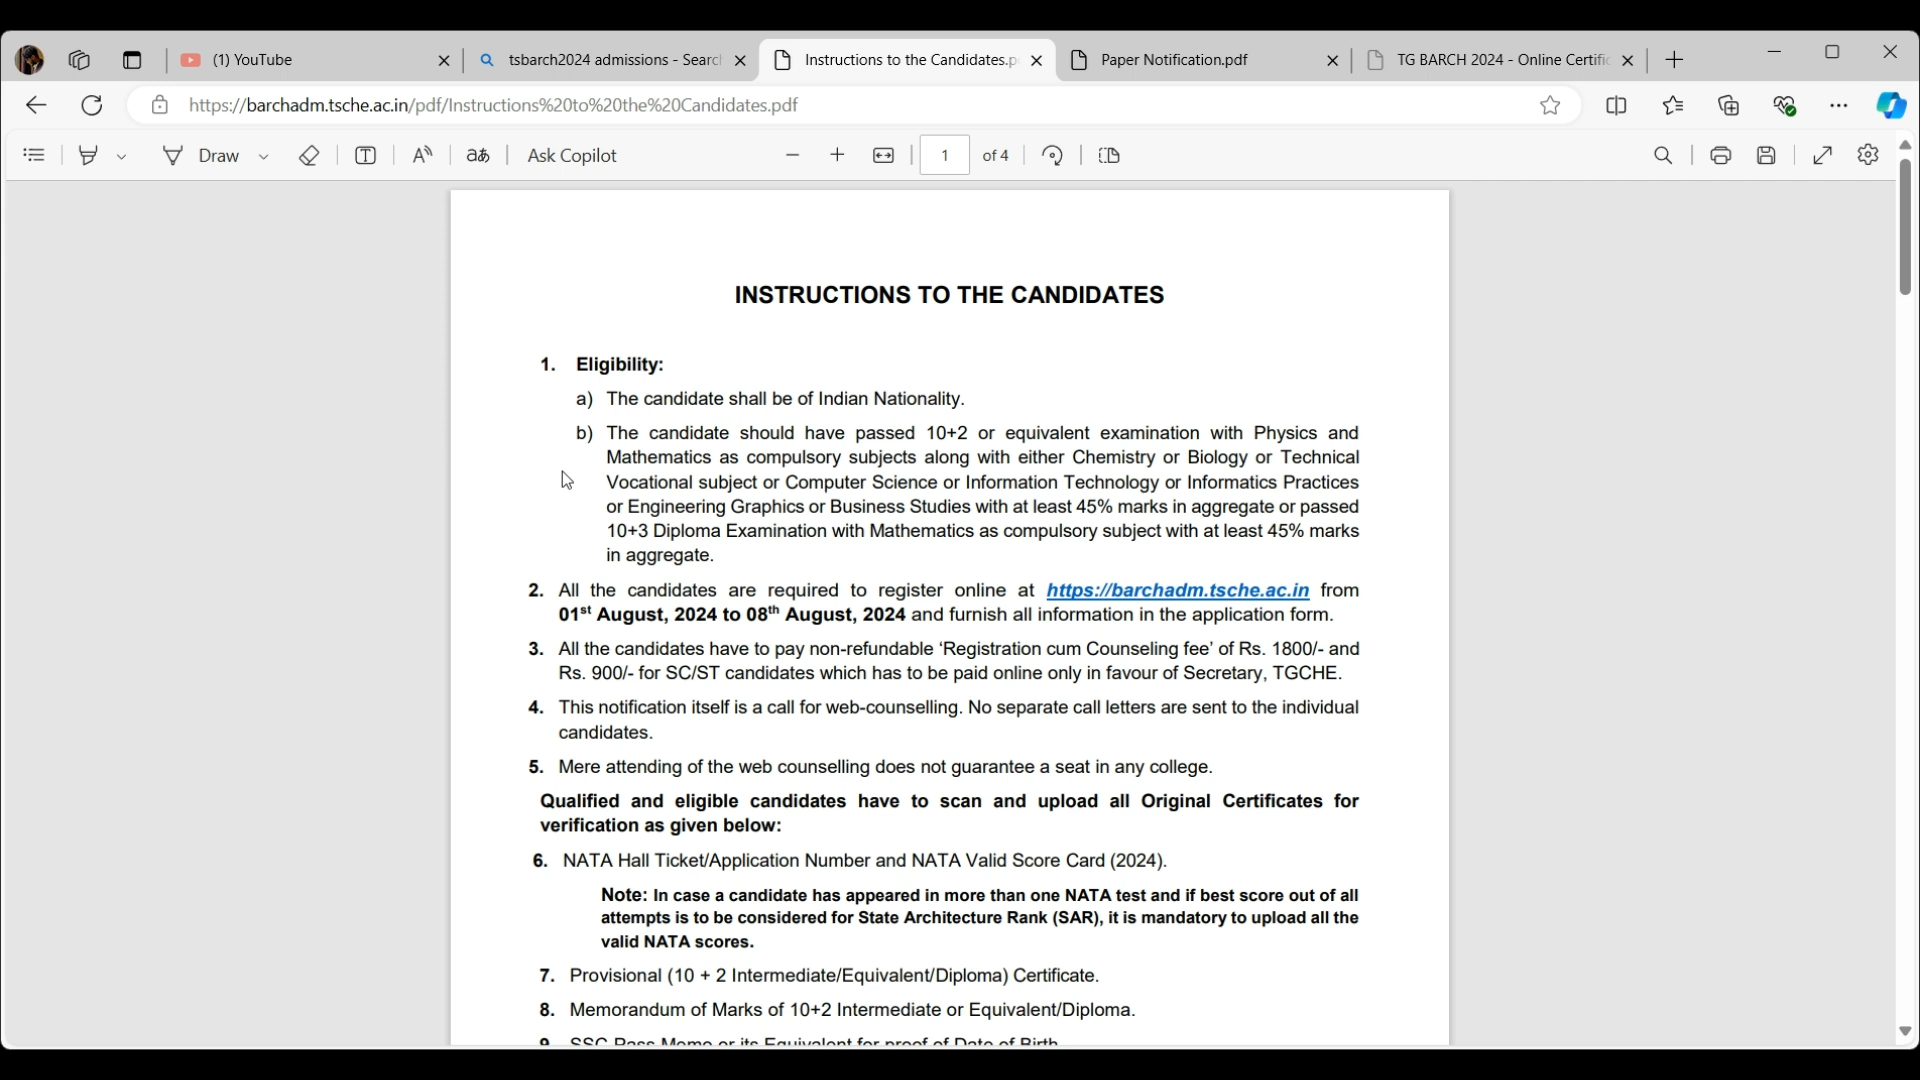 (1) YouTube
tsbarch2024 admissions - Searc
Instructions to the Candidates.p
Paper Notification.pdf
TG BARCH 2024 - Online Certific
https://barchadm.tsche.ac.in/pdf/Instructions%20to%20the%20Candidates.pdf
Draw
Ask Copilot
1 of 4
INSTRUCTIONS TO THE CANDIDATES
1. Eligibility:
a) The candidate shall be of Indian Nationality.
b) The candidate should have passed 10+2 or equivalent examination with Physics and
Mathematics as compulsory subjects along with either Chemistry or Biology or Technical
Vocational subject or Computer Science or Information Technology or Informatics Practices
or Engineering Graphics or Business Studies with at least 45% marks in aggregate or passed
10+3 Diploma Examination with Mathematics as compulsory subject with at least 45% marks
in aggregate.
2. All the candidates are required to register online at https://barchadm.tsche.ac.in from
01st August, 2024 to 08th August, 2024 and furnish all information in the application form.
3. All the candidates have to pay non-refundable ‘Registration cum Counseling fee’ of Rs. 1800/- and
Rs. 900/- for SC/ST candidates which has to be paid online only in favour of Secretary, TGCHE.
4. This notification itself is a call for web-counselling. No separate call letters are sent to the individual
candidates.
5. Mere attending of the web counselling does not guarantee a seat in any college.
Qualified and eligible candidates have to scan and upload all Original Certificates for
verification as given below:
6. NATA Hall Ticket/Application Number and NATA Valid Score Card (2024).
Note: In case a candidate has appeared in more than one NATA test and if best score out of all
attempts is to be considered for State Architecture Rank (SAR), it is mandatory to upload all the
valid NATA scores.
7. Provisional (10 + 2 Intermediate/Equivalent/Diploma) Certificate.
8. Memorandum of Marks of 10+2 Intermediate or Equivalent/Diploma.
9. SSC Pass Memo or its Equivalent for proof of Date of Birth